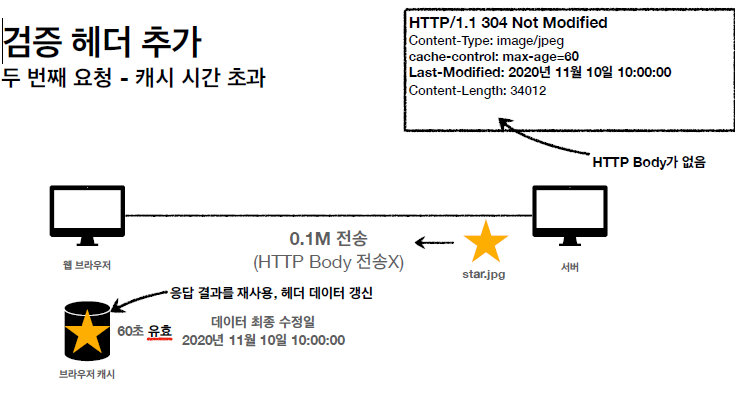 검증 헤더 추가
두 번째 요청 - 캐시 시간 초과
HTTP/1.1 304 Not Modified
Content-Type: image/jpeg
cache-control: max-age=60
Last-Modified: 2020년 11월 10일 10:00:00
Content-Length: 34012
HTTP Body가 없음
0.1M 전송
(HTTP Body 전송X)
star.jpg
웹 브라우저
서버
응답 결과를 재사용, 헤더 데이터 갱신
60초 유효
데이터 최종 수정일
2020년 11월 10일 10:00:00
브라우저 캐시